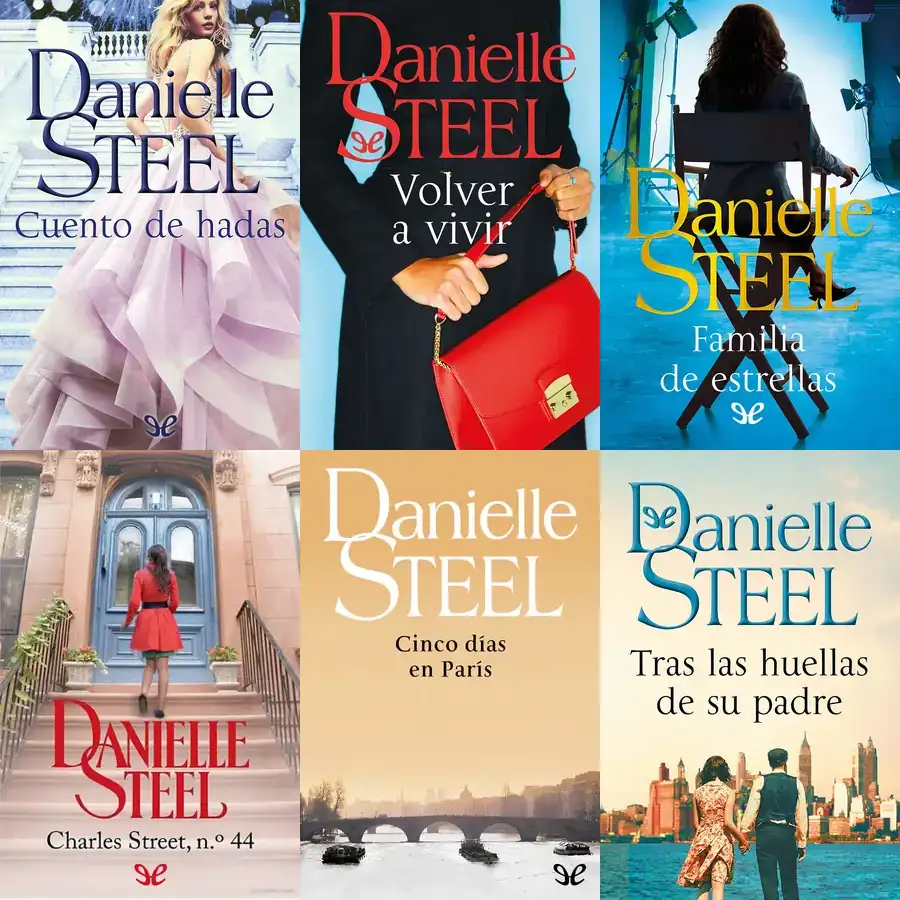 Danielle
STEEL
Cuento de hadas
Danielle
STEEL
Volver
a vivir
Danielle
STEEL
Familia
de estrellas
DANIELLE
STEEL
Charles Street, n.º 44
Danielle
STEEL
Cinco días
en París
Danielle
STEEL
Tras las huellas
de su padre